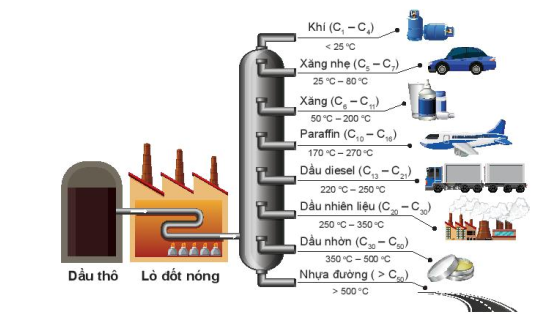 Khí (C₁ – C₄)
< 25 °C
Xăng nhẹ (C₅ – C₇)
25 °C – 80 °C
Xăng (C₆ – C₁₁)
50 °C – 200 °C
Paraffin (C₁₀ – C₁₆)
170 °C – 270 °C
Dầu diesel (C₁₃ – C₂₁)
220 °C – 250 °C
Dầu nhiên liệu (C₂₀ – C₃₀)
250 °C – 350 °C
Dầu nhờn (C₃₀ – C₅₀)
350 °C – 500 °C
Nhựa đường ( > C₅₀)
> 500 °C
Dầu thô
Lò đốt nóng